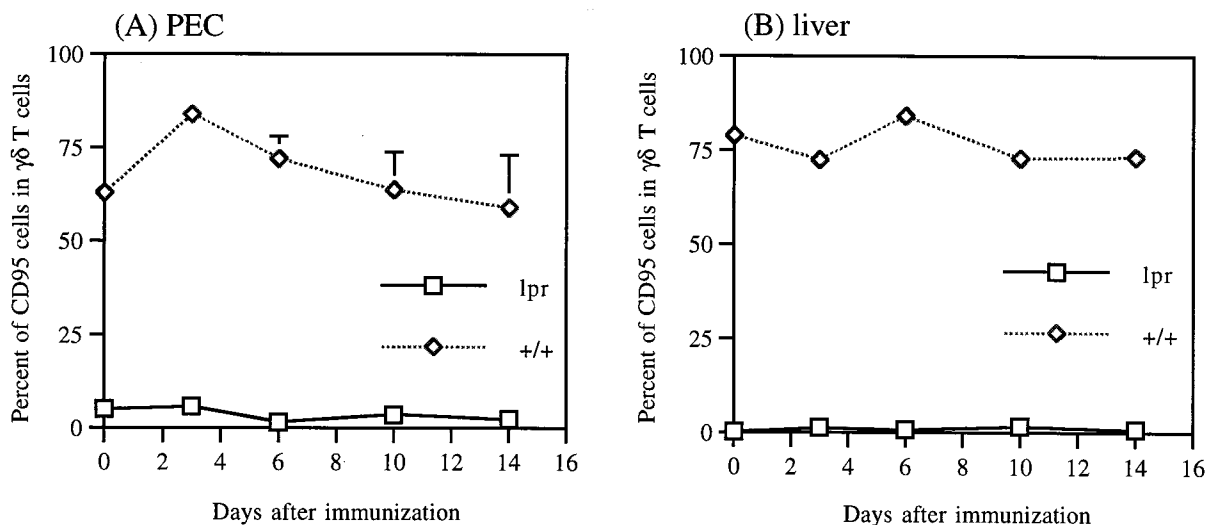 (A) PEC
Percent of CD95 cells in γδ T cells
100
75
50
25
0
lpr
+/+
0 2 4 6 8 10 12 14 16
Days after immunization
(B) liver
Percent of CD95 cells in γδ T cells
100
75
50
25
0
lpr
+/+
0 2 4 6 8 10 12 14 16
Days after immunization